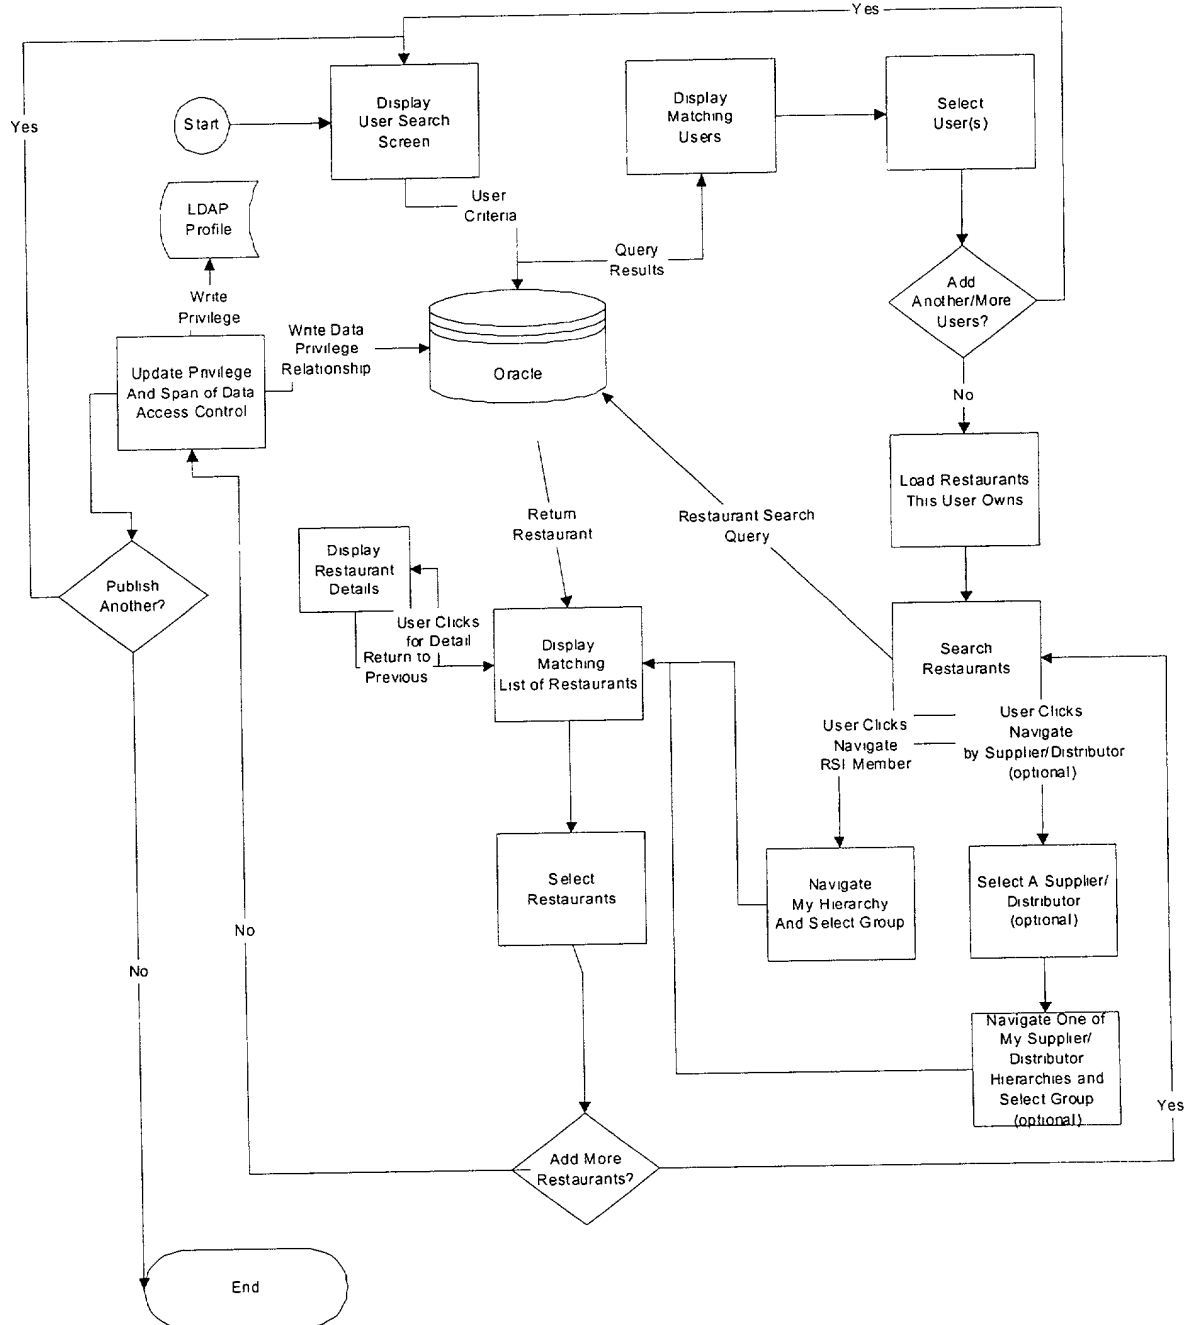 Yes
Yes
Start
Display
User Search
Screen
Display
Matching
Users
Select
User(s)
LDAP
Profile
User
Criteria
Query
Results
Add
Another/More
Users?
Write
Privilege
Write Data
Privilege
Relationship
Update Privilege
And Span of Data
Access Control
Oracle
No
Load Restaurants
This User Owns
Return
Restaurant
Restaurant Search
Query
Display
Restaurant
Details
Publish
Another?
User Clicks
for Detail
Return to
Previous
Display
Matching
List of Restaurants
Search
Restaurants
User Clicks
Navigate
RSI Member
User Clicks
Navigate
by Supplier/Distributor
(optional)
Select
Restaurants
Navigate
My Hierarchy
And Select Group
Select A Supplier/
Distributor
(optional)
No
No
Navigate One of
My Supplier/
Distributor
Hierarchies and
Select Group
(optional)
Yes
Add More
Restaurants?
End